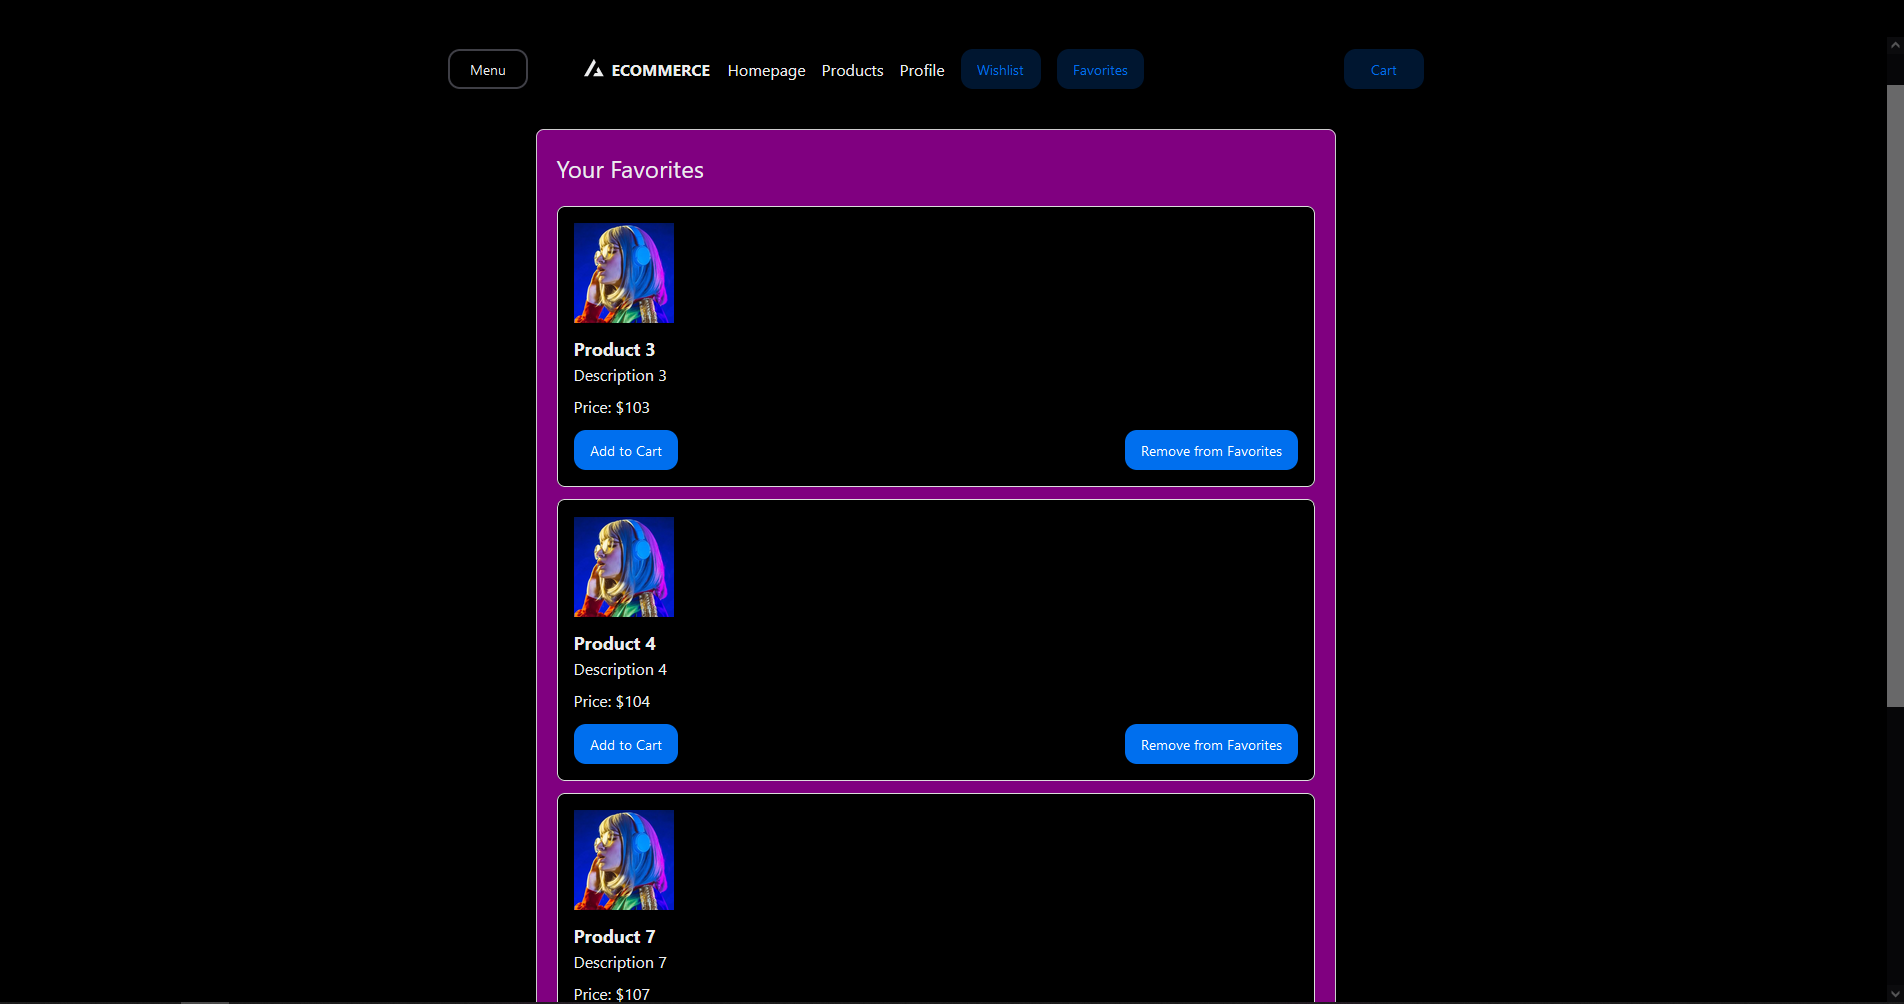 Menu
ECOMMERCE Homepage Products Profile Wishlist Favorites
Cart
Your Favorites
Product 3
Description 3
Price: $103
Add to Cart
Remove from Favorites
Product 4
Description 4
Price: $104
Add to Cart
Remove from Favorites
Product 7
Description 7
Price: $107